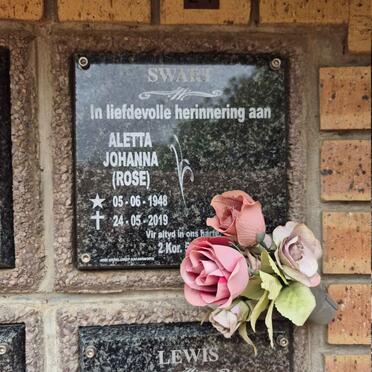 SWART
In liefdevolle herinnering aan
ALETTA
JOHANNA
(ROSE)
05 - 06 - 1948
24 - 05 - 2019
Vir altyd in ons harte
2.Kor.
LEWIS